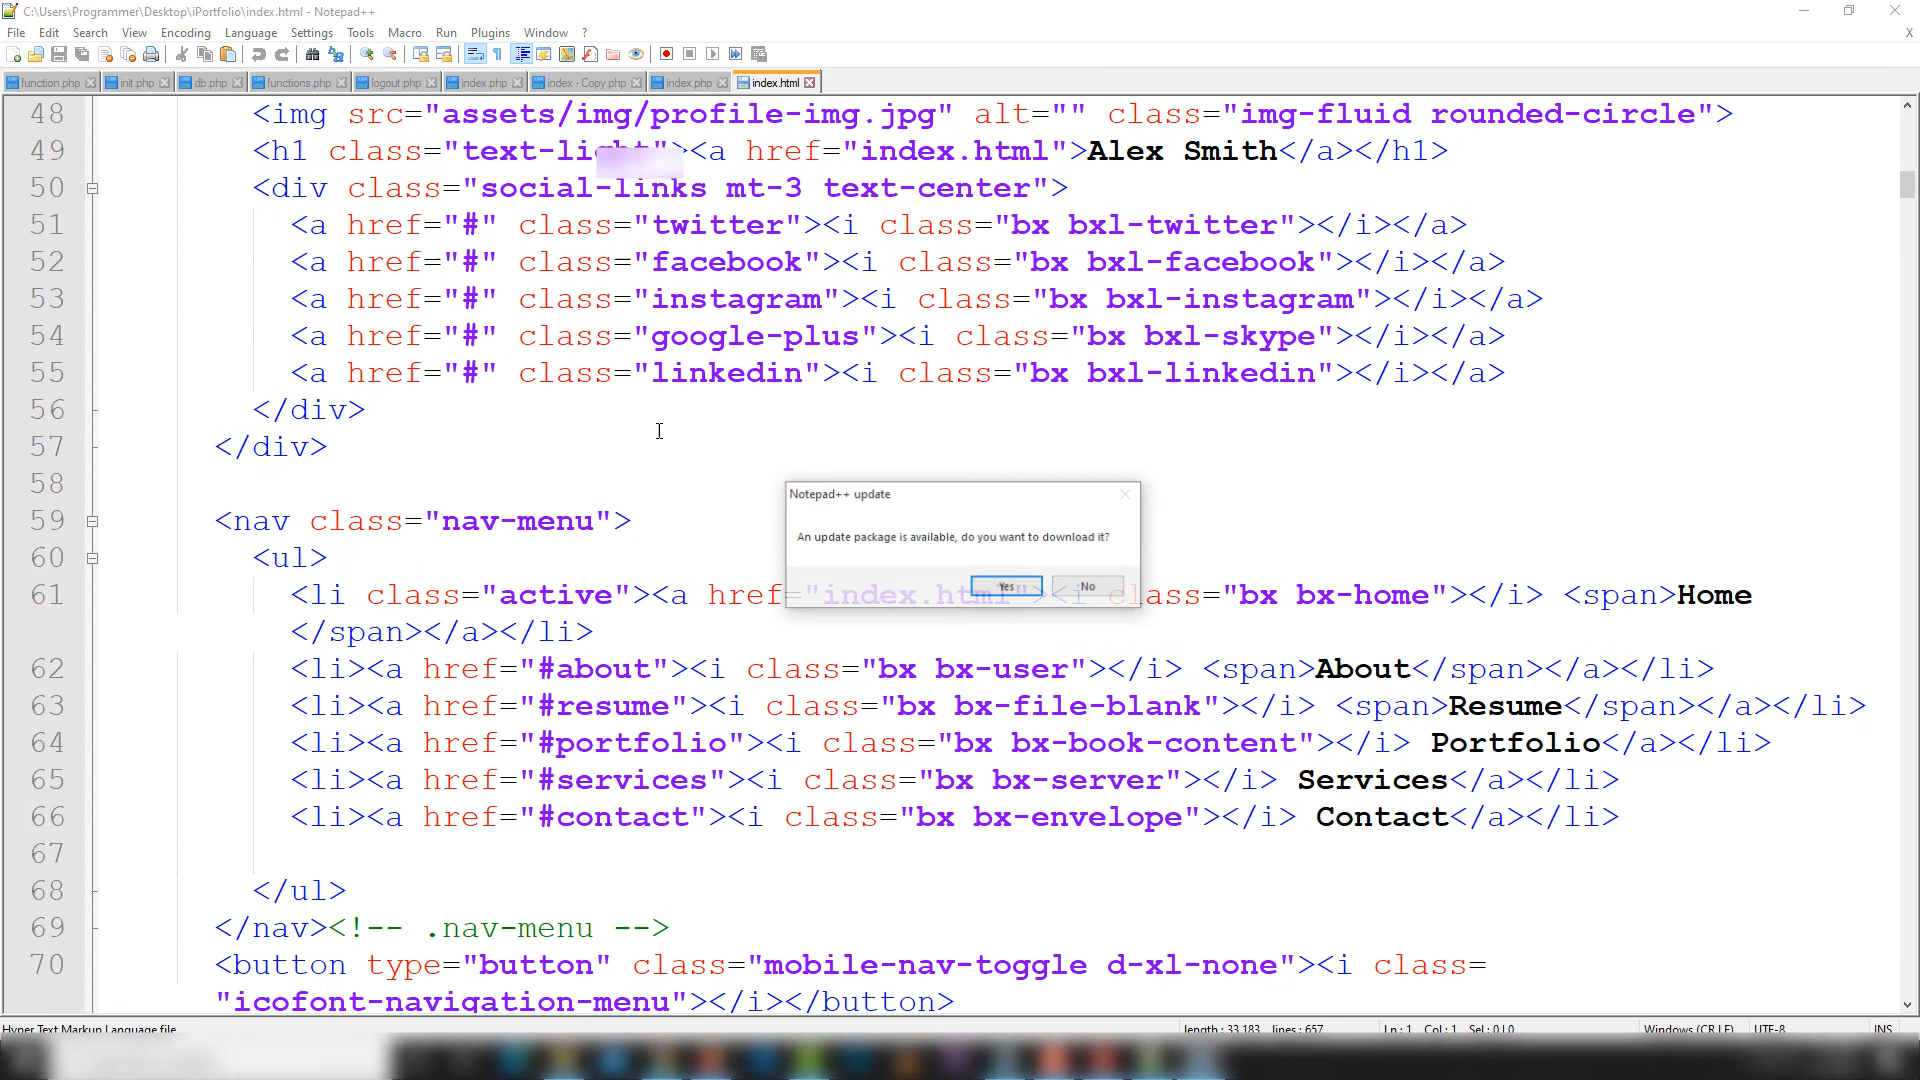 C:\Users\Programmer\Desktop\iPortfolio\index.html - Notepad++
File Edit Search View Encoding Language Settings Tools Macro Run Plugins Window ? X
function.php init.php db.php functions.php logout.php index.php index - Copy.php index.php index.html
48 <img src="assets/img/profile-img.jpg" alt="" class="img-fluid rounded-circle">
49 <h1 class="text-light"><a href="index.html">Alex Smith</a></h1>
50 <div class="social-links mt-3 text-center">
51 <a href="#" class="twitter"><i class="bx bxl-twitter"></i></a>
52 <a href="#" class="facebook"><i class="bx bxl-facebook"></i></a>
53 <a href="#" class="instagram"><i class="bx bxl-instagram"></i></a>
54 <a href="#" class="google-plus"><i class="bx bxl-skype"></i></a>
55 <a href="#" class="linkedin"><i class="bx bxl-linkedin"></i></a>
56 </div>
57 </div>
58
59 <nav class="nav-menu">
60 <ul>
61 <li class="active"><a href="index.html"><i class="bx bx-home"></i> <span>Home
</span></a></li>
62 <li><a href="#about"><i class="bx bx-user"></i> <span>About</span></a></li>
63 <li><a href="#resume"><i class="bx bx-file-blank"></i> <span>Resume</span></a></li>
64 <li><a href="#portfolio"><i class="bx bx-book-content"></i> Portfolio</a></li>
65 <li><a href="#services"><i class="bx bx-server"></i> Services</a></li>
66 <li><a href="#contact"><i class="bx bx-envelope"></i> Contact</a></li>
67
68 </ul>
69 </nav><!-- .nav-menu -->
70 <button type="button" class="mobile-nav-toggle d-xl-none"><i class=
"icofont-navigation-menu"></i></button>
Notepad++ update
An update package is available, do you want to download it?
Yes No
Hyper Text Markup Language file length : 33,183 lines : 657 Ln : 1 Col : 1 Sel : 0 | 0 Windows (CR LF) UTF-8 INS